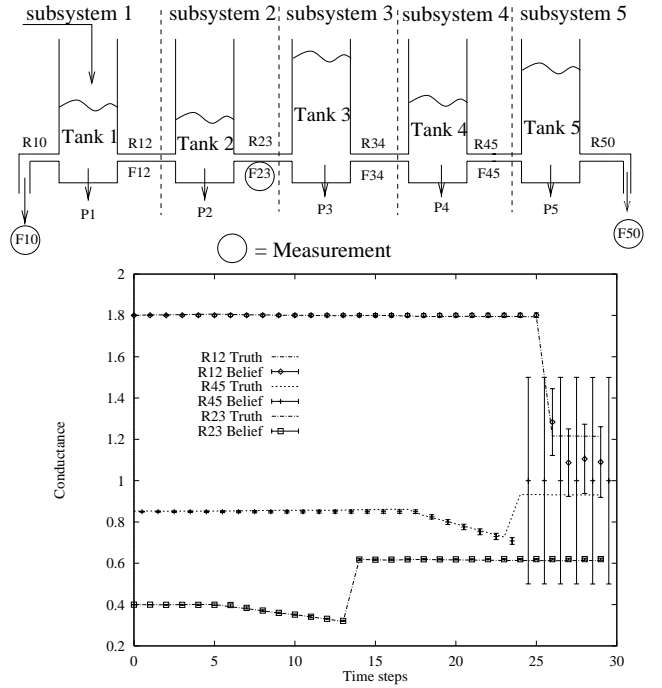 subsystem 1 subsystem 2 subsystem 3 subsystem 4 subsystem 5
Tank 1 Tank 2 Tank 3 Tank 4 Tank 5
R10 R12 R23 R34 R45 R50
F12 F23 F34 F45
P1 P2 P3 P4 P5
F10 F50
= Measurement
2
1.8
1.6
1.4
1.2
1
0.8
0.6
0.4
0.2
Conductance
R12 Truth
R12 Belief
R45 Truth
R45 Belief
R23 Truth
R23 Belief
0 5 10 15 20 25 30
Time steps